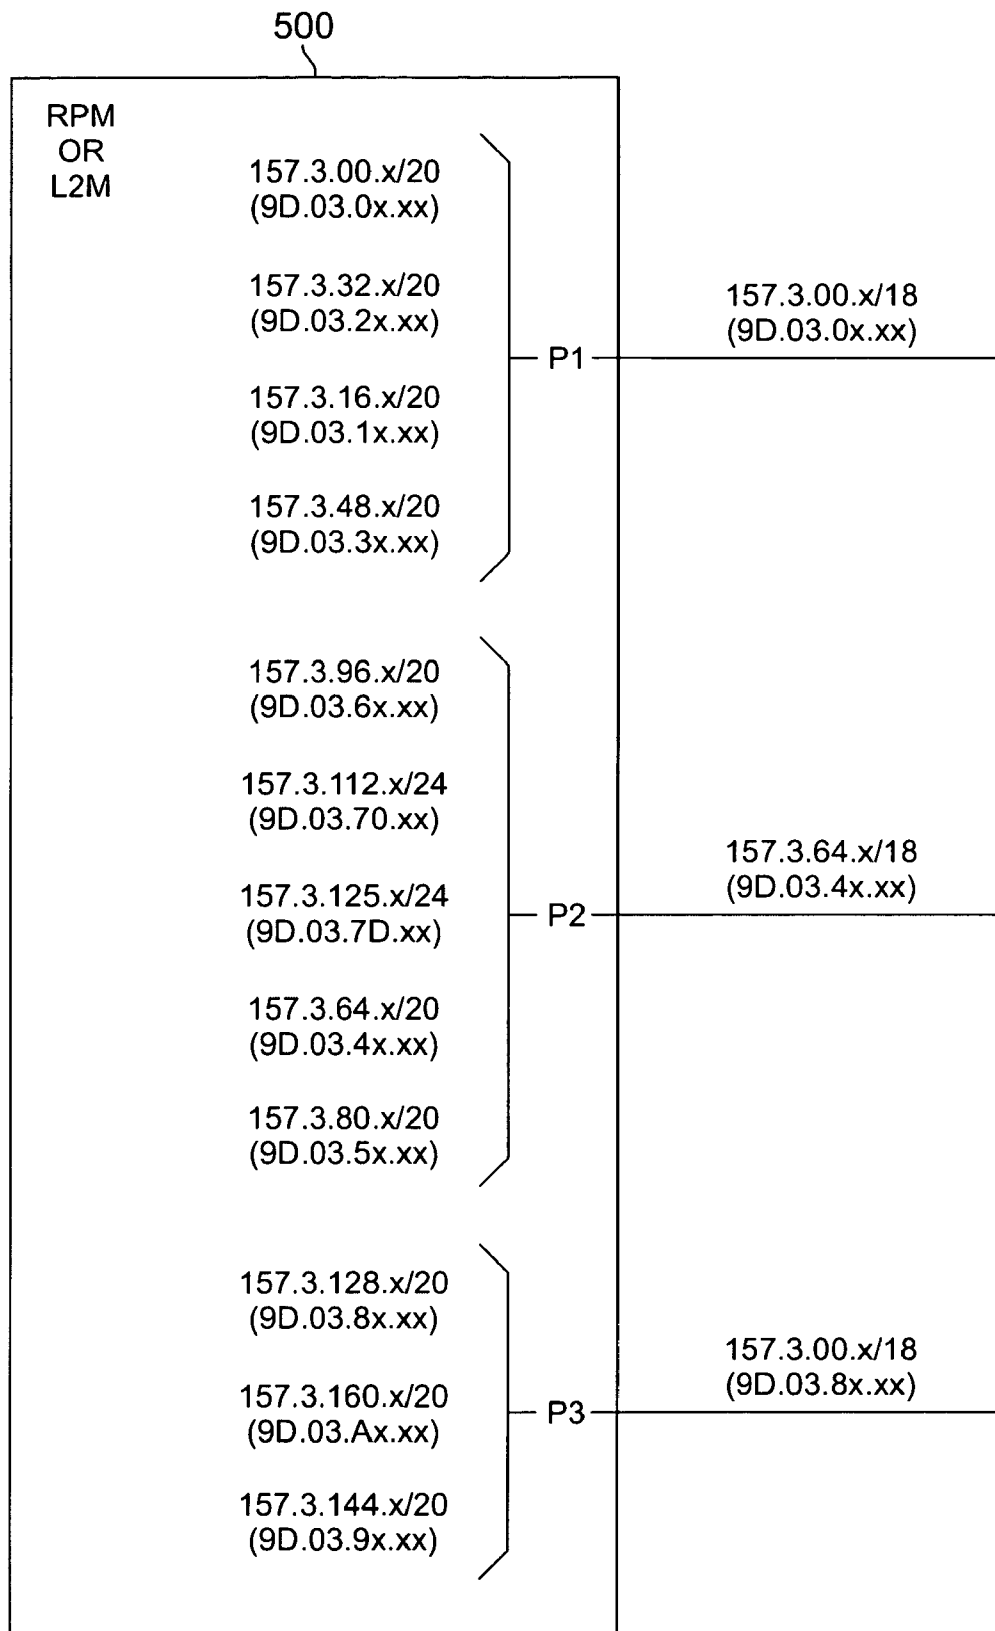 500
RPM
OR
L2M
157.3.00.x/20
(9D.03.0x.xx)
157.3.32.x/20
(9D.03.2x.xx)
157.3.16.x/20
(9D.03.1x.xx)
157.3.48.x/20
(9D.03.3x.xx)
P1
157.3.00.x/18
(9D.03.0x.xx)
157.3.96.x/20
(9D.03.6x.xx)
157.3.112.x/24
(9D.03.70.xx)
157.3.125.x/24
(9D.03.7D.xx)
157.3.64.x/20
(9D.03.4x.xx)
157.3.80.x/20
(9D.03.5x.xx)
P2
157.3.64.x/18
(9D.03.4x.xx)
157.3.128.x/20
(9D.03.8x.xx)
157.3.160.x/20
(9D.03.Ax.xx)
157.3.144.x/20
(9D.03.9x.xx)
P3
157.3.00.x/18
(9D.03.8x.xx)